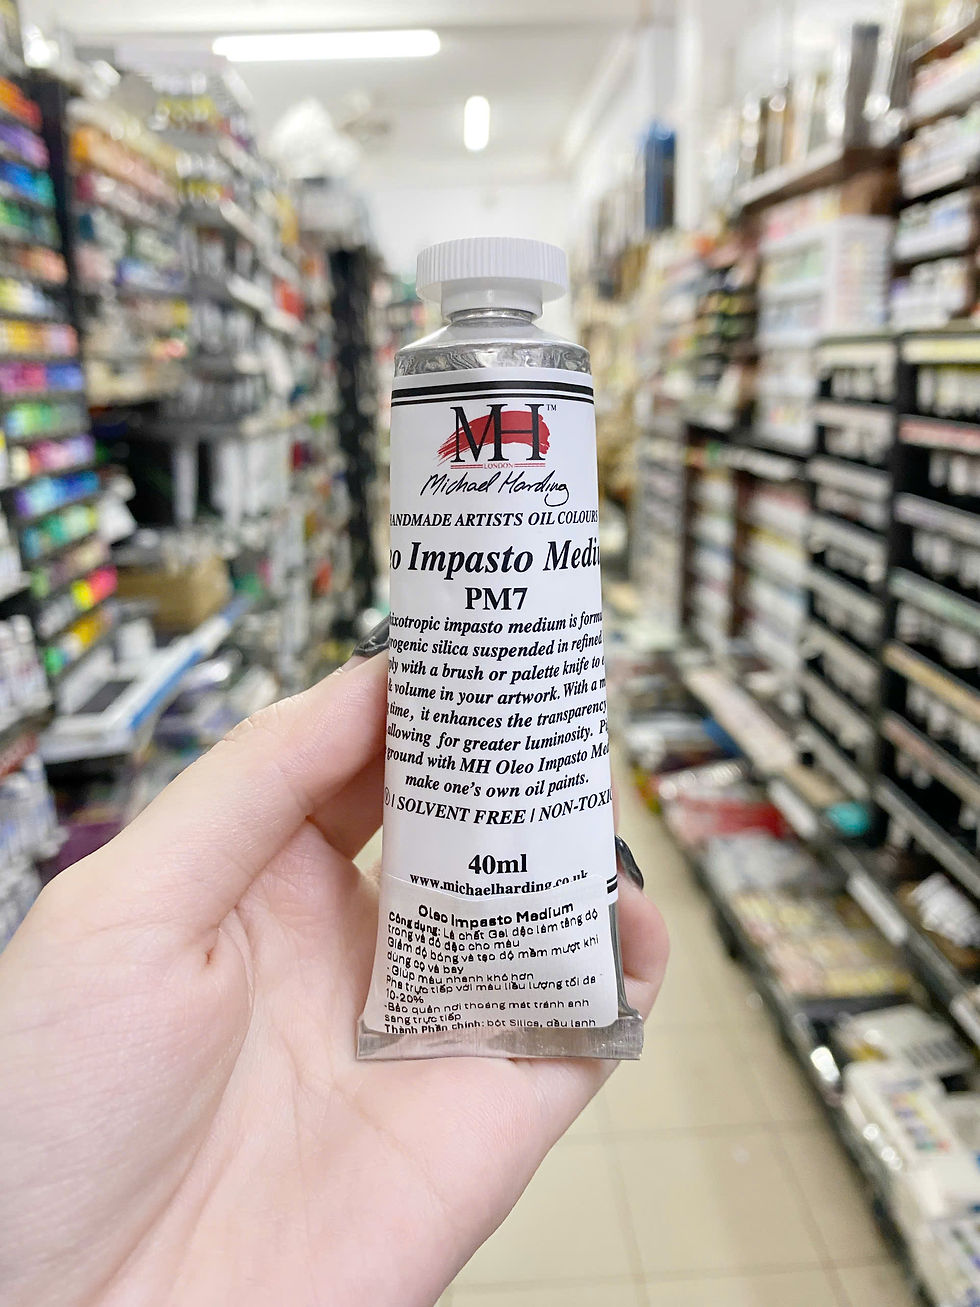 MH™
LONDON
Michael Harding
ANDMADE ARTISTS OIL COLOURS
o Impasto Mediu
PM7
ixotropic impasto medium is formu
rogenic silica suspended in refined
ply with a brush or palette knife to
& volume in your artwork. With a m
time, it enhances the transparency
allowing for greater luminosity. P
ground with MH Oleo Impasto Med
make one's own oil paints.
| SOLVENT FREE | NON-TOXI
40ml
www.michaelharding.co.uk
Oleo Impasto Medium
Công dụng: Là chất Gel đặc làm tăng độ
trong và độ đặc cho màu
Giảm độ bóng và tạo độ mềm mượt khi
dùng cọ và bay
- Giúp màu nhanh khô hơn
Pha trực tiếp với màu liều lượng tối đa
10-20%
-Bảo quản nơi thoáng mát tránh ánh
sáng trực tiếp
Thành Phần chính: bột Silica, dầu lanh